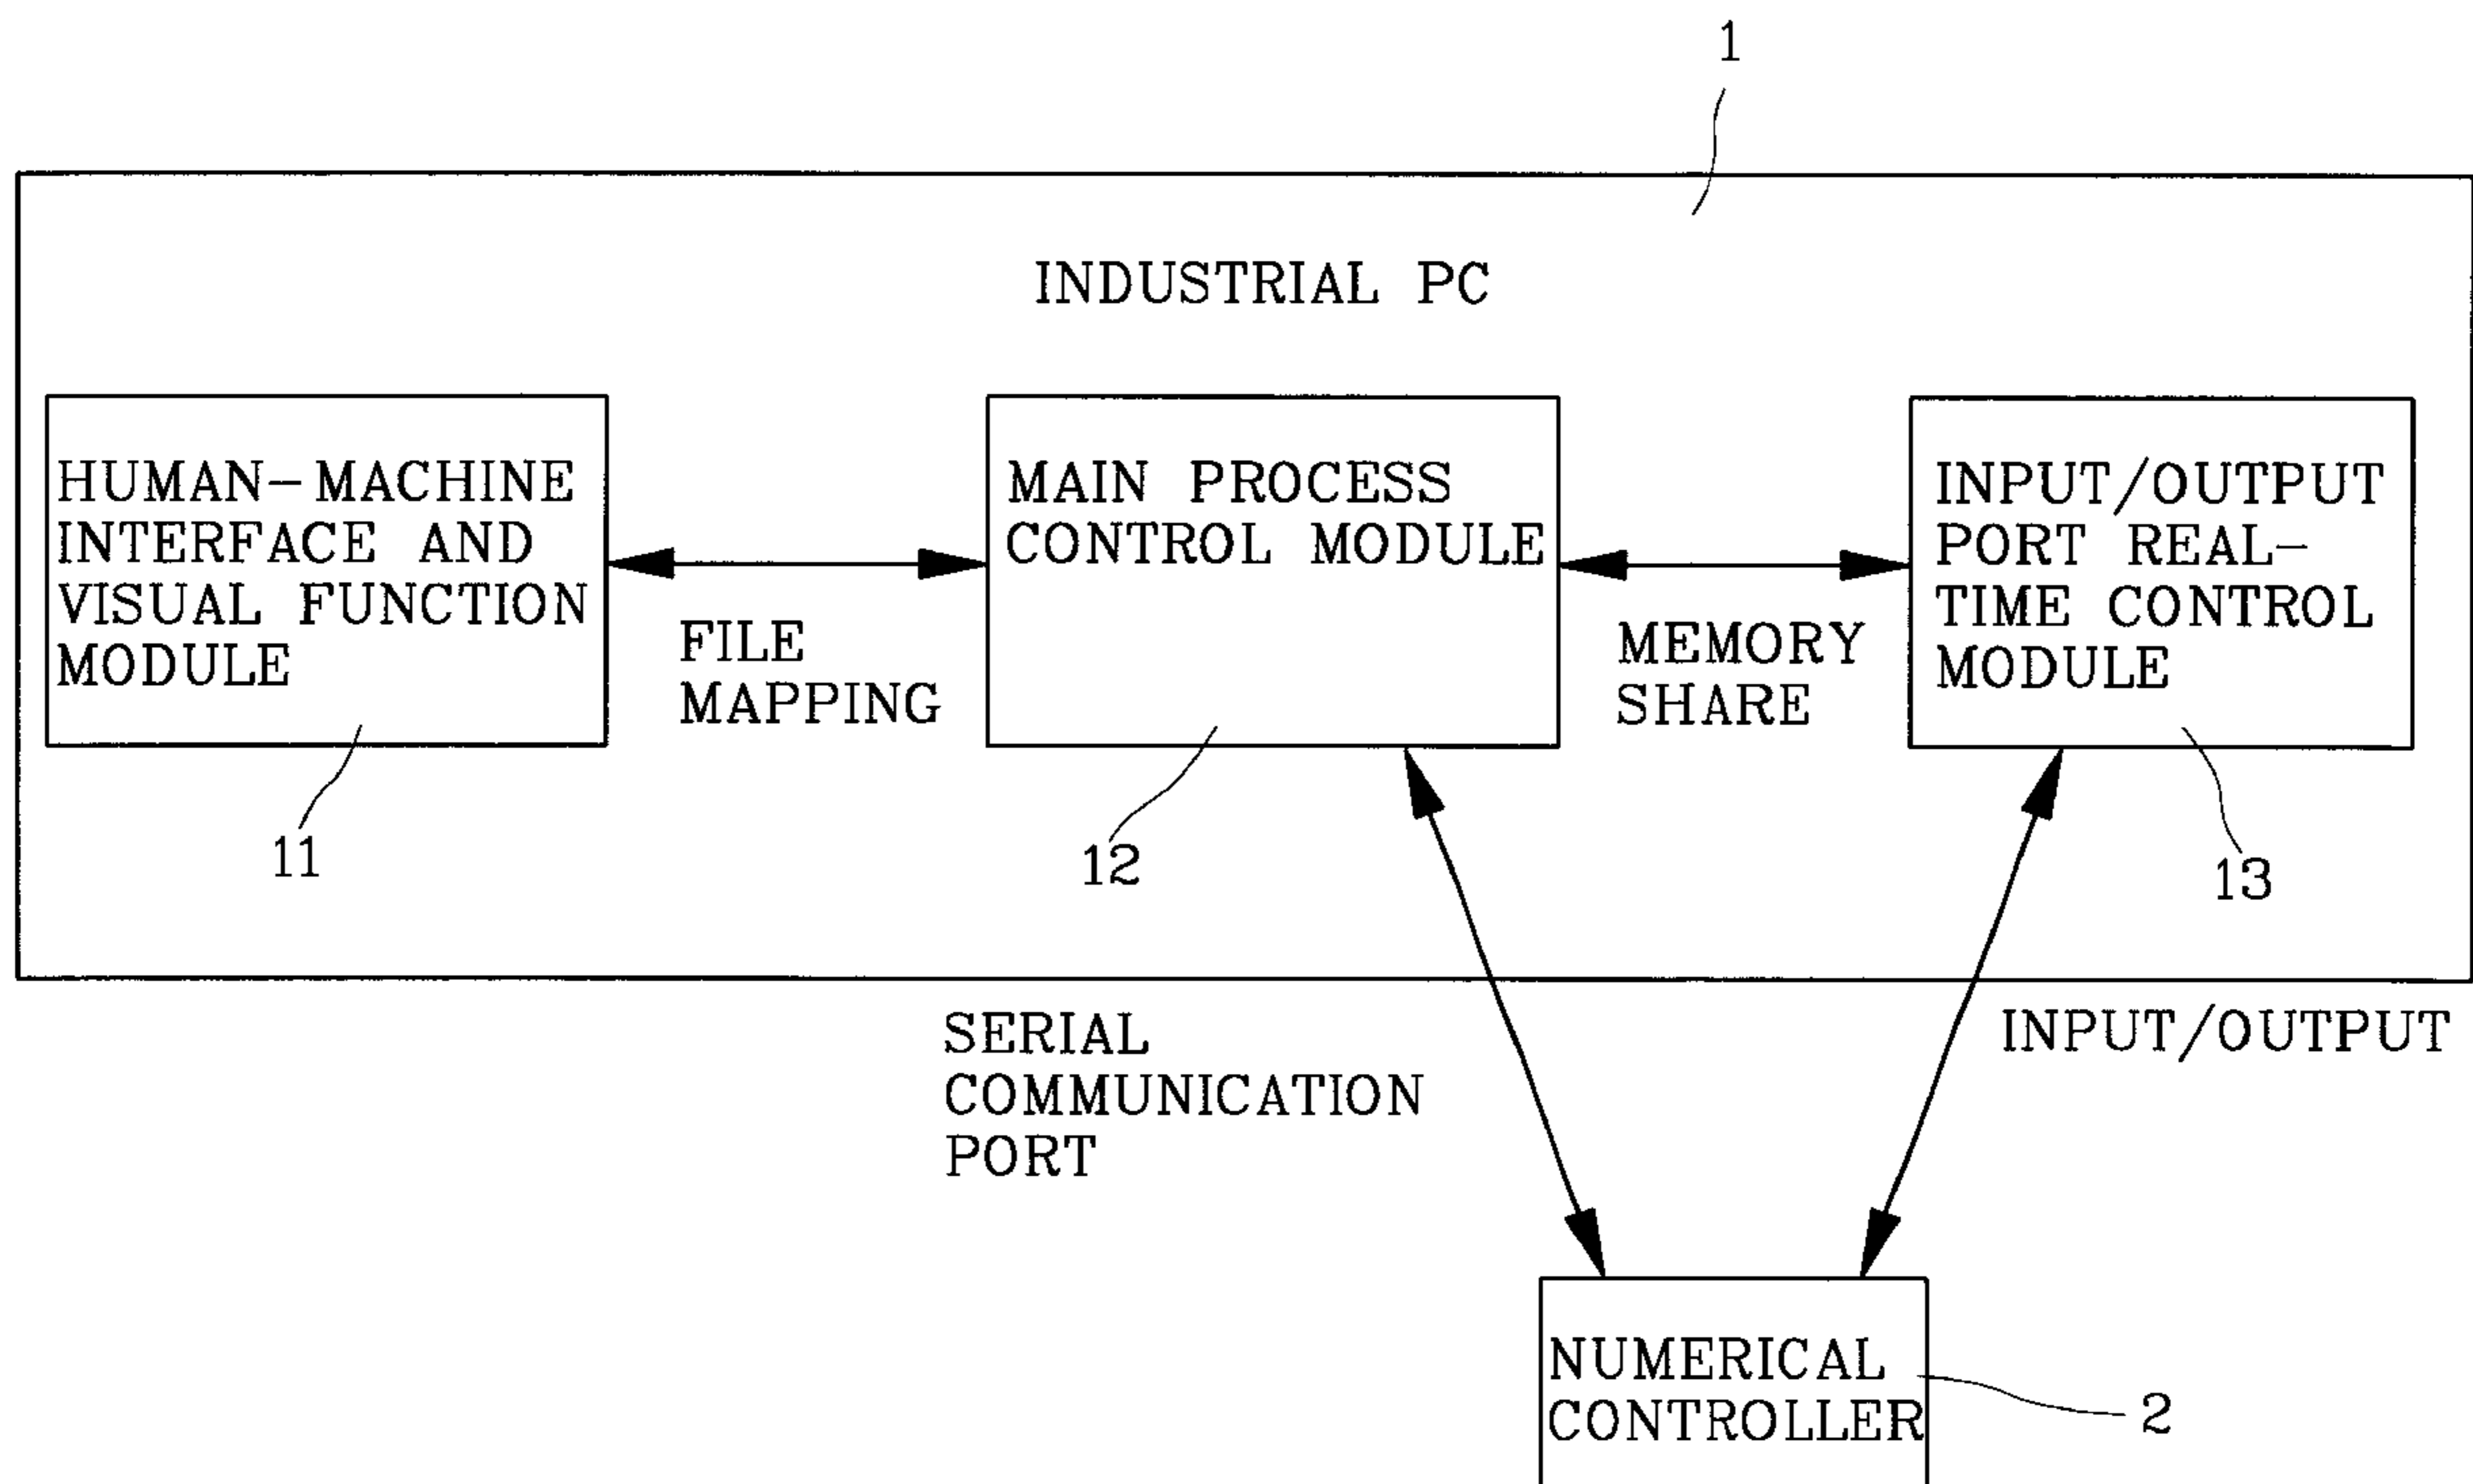 1
INDUSTRIAL PC
HUMAN-MACHINE
INTERFACE AND
VISUAL FUNCTION
MODULE
FILE
MAPPING
MAIN PROCESS
CONTROL MODULE
MEMORY
SHARE
INPUT/OUTPUT
PORT REAL-
TIME CONTROL
MODULE
11
12
13
SERIAL
COMMUNICATION
PORT
INPUT/OUTPUT
NUMERICAL
CONTROLLER
2